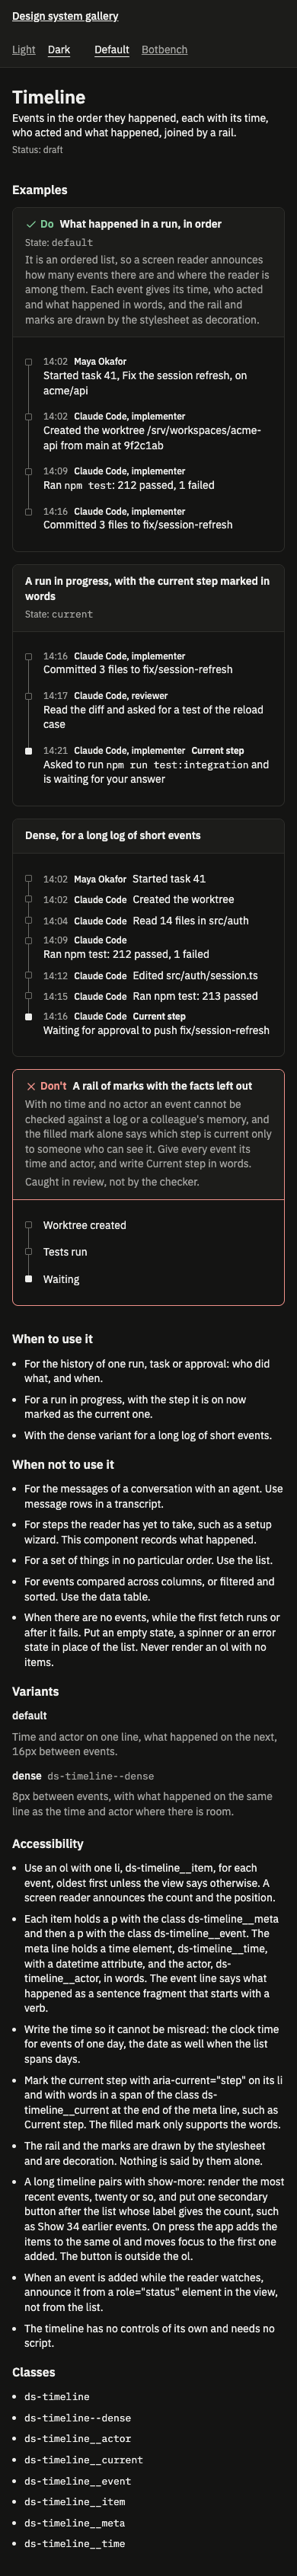 Design system gallery
Light Dark Default Botbench
Timeline
Events in the order they happened, each with its time,
who acted and what happened, joined by a rail.
Status: draft
Examples
Do What happened in a run, in order
State: default
It is an ordered list, so a screen reader announces
how many events there are and where the reader is
among them. Each event gives its time, who acted
and what happened in words, and the rail and
marks are drawn by the stylesheet as decoration.
14:02 Maya Okafor
Started task 41, Fix the session refresh, on
acme/api
14:02 Claude Code, implementer
Created the worktree /srv/workspaces/acme-
api from main at 9f2c1ab
14:09 Claude Code, implementer
Ran npm test: 212 passed, 1 failed
14:16 Claude Code, implementer
Committed 3 files to fix/session-refresh
A run in progress, with the current step marked in
words
State: current
14:16 Claude Code, implementer
Committed 3 files to fix/session-refresh
14:17 Claude Code, reviewer
Read the diff and asked for a test of the reload
case
14:21 Claude Code, implementer Current step
Asked to run npm run test:integration and
is waiting for your answer
Dense, for a long log of short events
14:02 Maya Okafor Started task 41
14:02 Claude Code Created the worktree
14:04 Claude Code Read 14 files in src/auth
14:09 Claude Code
Ran npm test: 212 passed, 1 failed
14:12 Claude Code Edited src/auth/session.ts
14:15 Claude Code Ran npm test: 213 passed
14:16 Claude Code Current step
Waiting for approval to push fix/session-refresh
Don't A rail of marks with the facts left out
With no time and no actor an event cannot be
checked against a log or a colleague's memory, and
the filled mark alone says which step is current only
to someone who can see it. Give every event its
time and actor, and write Current step in words.
Caught in review, not by the checker.
Worktree created
Tests run
Waiting
When to use it
For the history of one run, task or approval: who did
what, and when.
For a run in progress, with the step it is on now
marked as the current one.
With the dense variant for a long log of short events.
When not to use it
For the messages of a conversation with an agent. Use
message rows in a transcript.
For steps the reader has yet to take, such as a setup
wizard. This component records what happened.
For a set of things in no particular order. Use the list.
For events compared across columns, or filtered and
sorted. Use the data table.
When there are no events, while the first fetch runs or
after it fails. Put an empty state, a spinner or an error
state in place of the list. Never render an ol with no
items.
Variants
default
Time and actor on one line, what happened on the next,
16px between events.
dense ds-timeline--dense
8px between events, with what happened on the same
line as the time and actor where there is room.
Accessibility
Use an ol with one li, ds-timeline__item, for each
event, oldest first unless the view says otherwise. A
screen reader announces the count and the position.
Each item holds a p with the class ds-timeline__meta
and then a p with the class ds-timeline__event. The
meta line holds a time element, ds-timeline__time,
with a datetime attribute, and the actor, ds-
timeline__actor, in words. The event line says what
happened as a sentence fragment that starts with a
verb.
Write the time so it cannot be misread: the clock time
for events of one day, the date as well when the list
spans days.
Mark the current step with aria-current="step" on its li
and with words in a span of the class ds-
timeline__current at the end of the meta line, such as
Current step. The filled mark only supports the words.
The rail and the marks are drawn by the stylesheet
and are decoration. Nothing is said by them alone.
A long timeline pairs with show-more: render the most
recent events, twenty or so, and put one secondary
button after the list whose label gives the count, such
as Show 34 earlier events. On press the app adds the
items to the same ol and moves focus to the first one
added. The button is outside the ol.
When an event is added while the reader watches,
announce it from a role="status" element in the view,
not from the list.
The timeline has no controls of its own and needs no
script.
Classes
ds-timeline
ds-timeline--dense
ds-timeline__actor
ds-timeline__current
ds-timeline__event
ds-timeline__item
ds-timeline__meta
ds-timeline__time